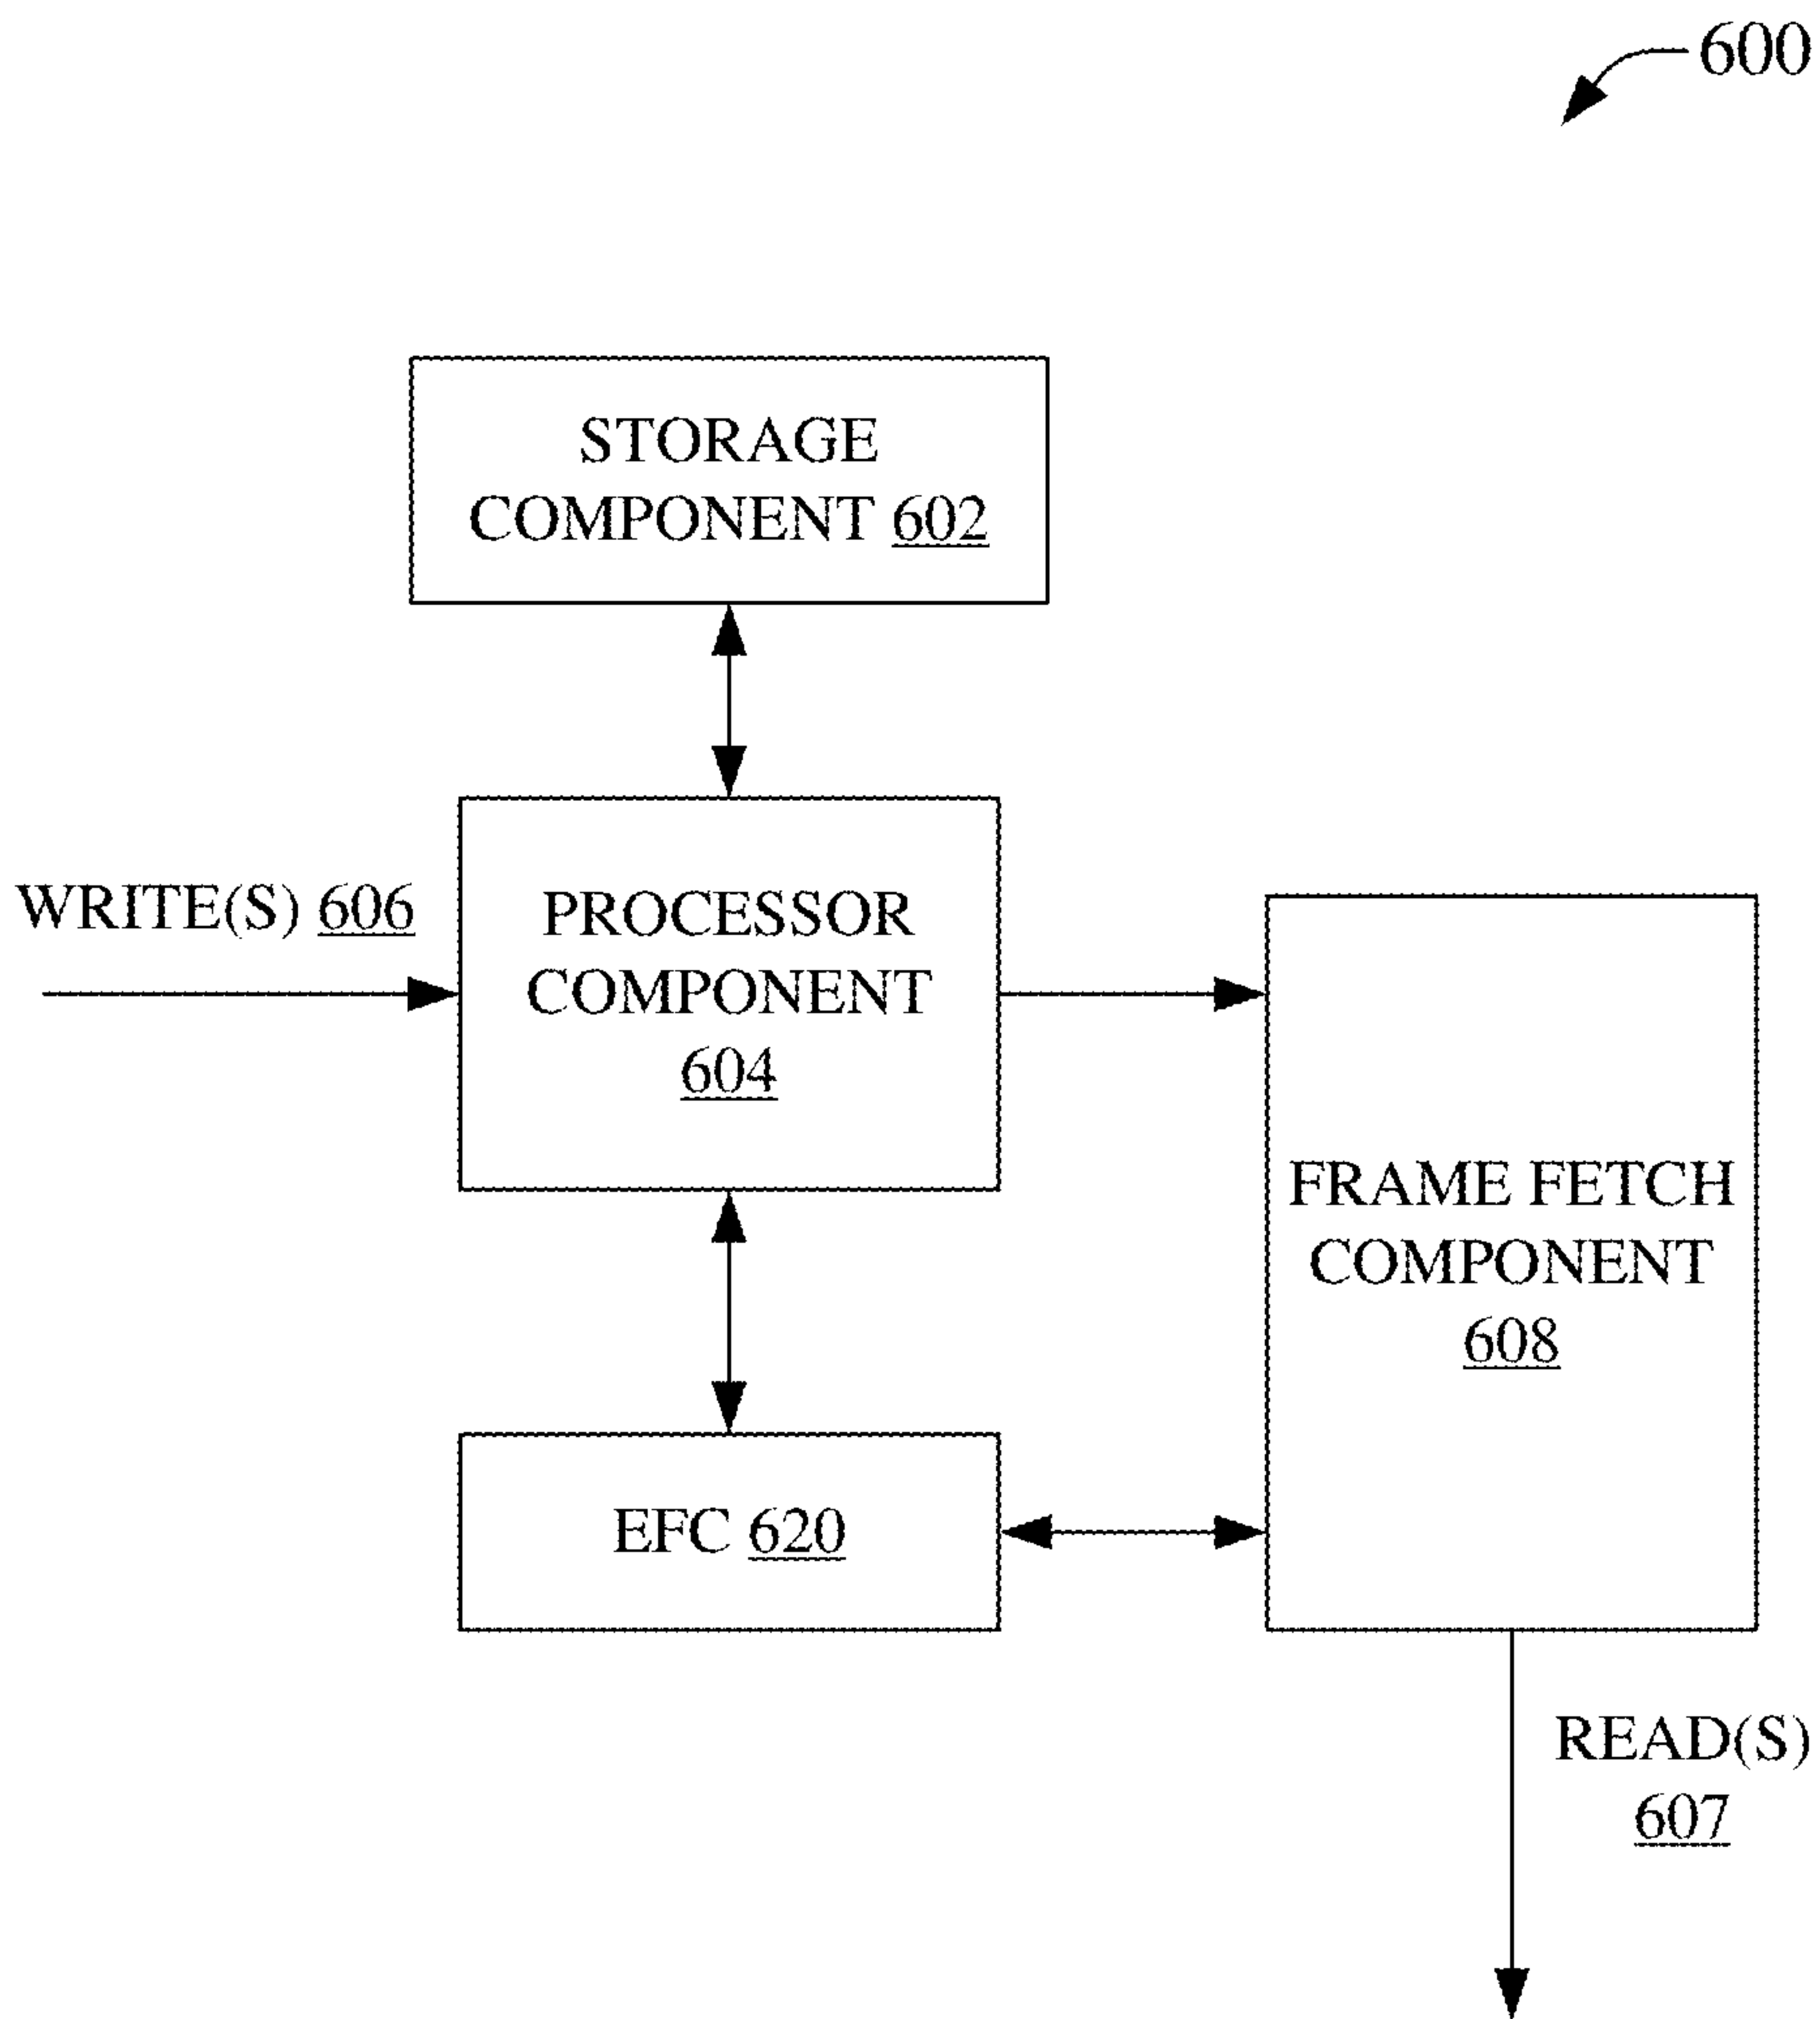 600
STORAGE
COMPONENT 602
WRITE(S) 606
PROCESSOR
COMPONENT
604
FRAME FETCH
COMPONENT
608
EFC 620
READ(S)
607